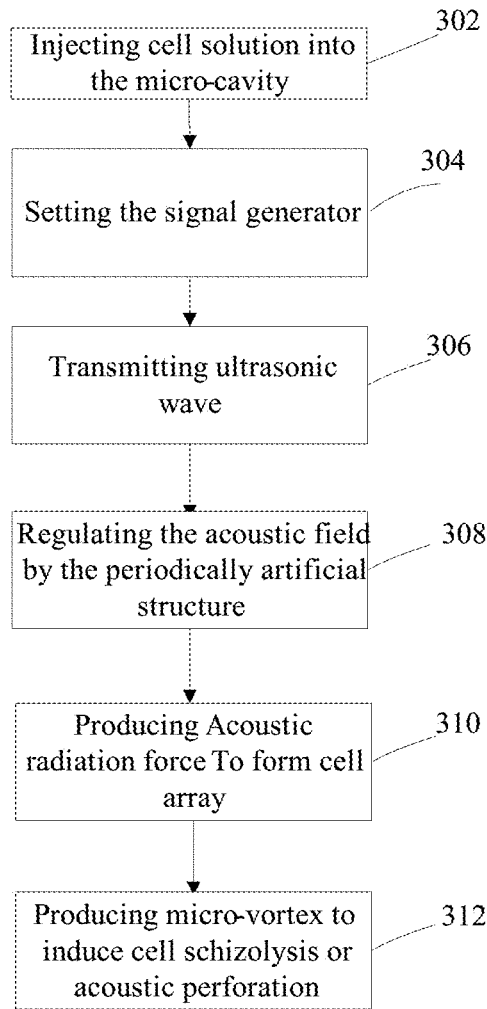 Injecting cell solution into
the micro-cavity
302
Setting the signal generator
304
Transmitting ultrasonic
wave
306
Regulating the acoustic field
by the periodically artificial
structure
308
Producing Acoustic
radiation force To form cell
array
310
Producing micro-vortex to
induce cell schizolysis or
acoustic perforation
312